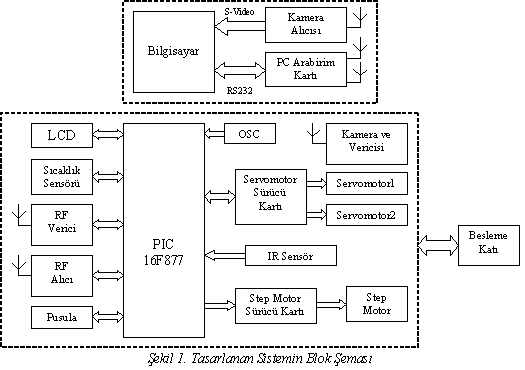 S-Video
Kamera
Alıcısı
Bilgisayar
PC Arabirim
Kartı
RS232
LCD
OSC
Kamera ve
Vericisi
Sıcaklık
Sensörü
Servomotor
Sürücü
Kartı
Servomotor1
Servomotor2
RF
Verici
PIC
16F877
IR Sensör
Besleme
Katı
RF
Alıcı
Pusula
Step Motor
Sürücü Kartı
Step
Motor
Şekil 1. Tasarlanan Sistemin Blok Şeması